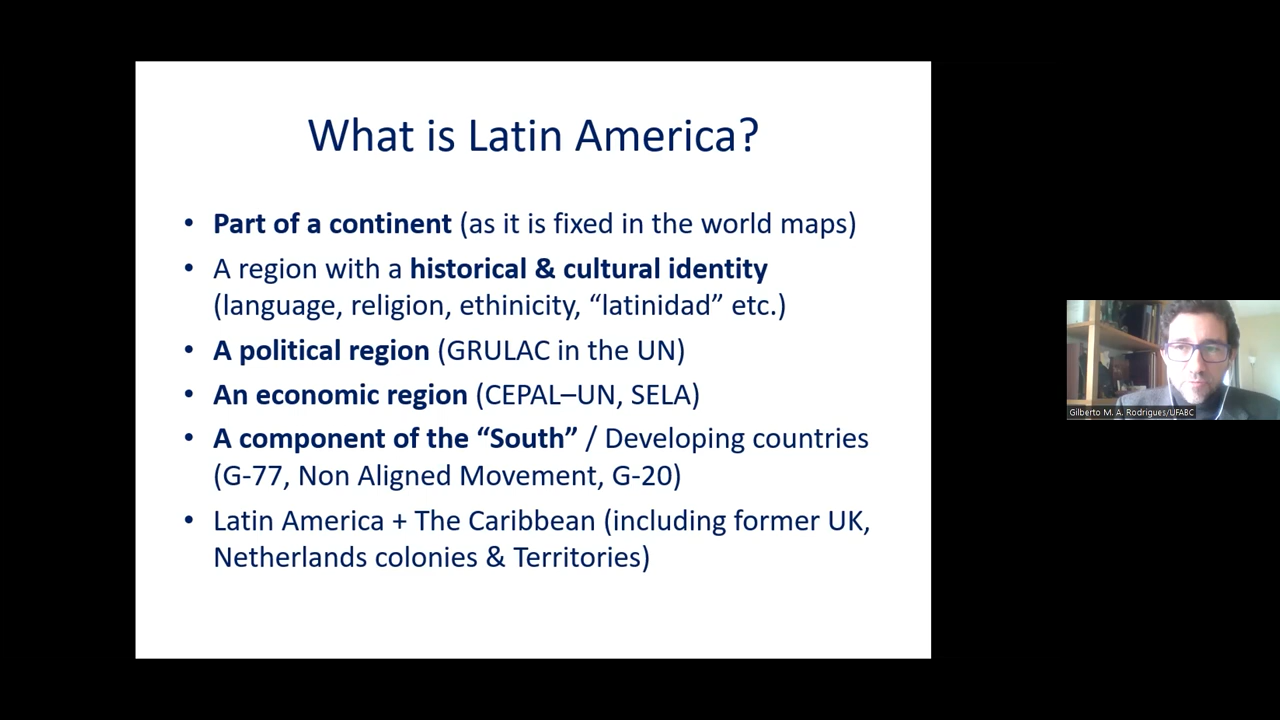 What is Latin America?
• Part of a continent (as it is fixed in the world maps)
• A region with a historical & cultural identity
(language, religion, ethinicity, “latinidad” etc.)
• A political region (GRULAC in the UN)
• An economic region (CEPAL–UN, SELA)
• A component of the “South” / Developing countries
(G-77, Non Aligned Movement, G-20)
• Latin America + The Caribbean (including former UK,
Netherlands colonies & Territories)
Gilberto M. A. Rodrigues/UFABC